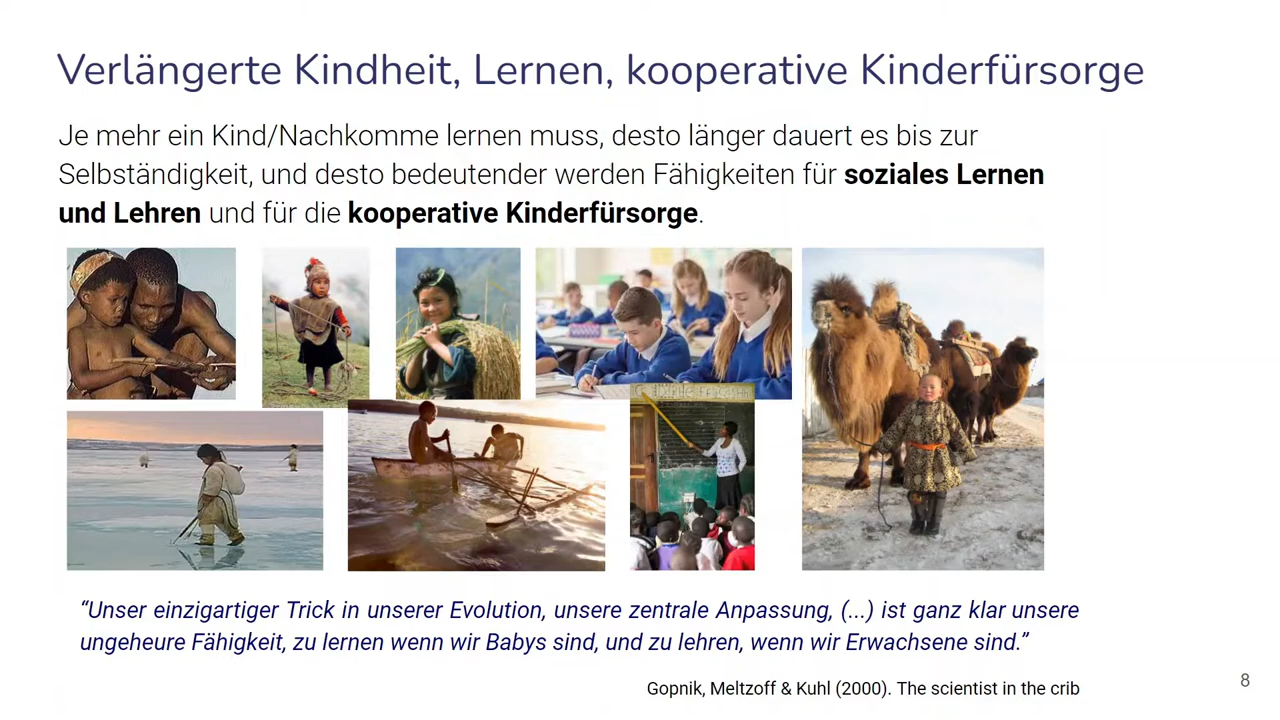 Verlängerte Kindheit, Lernen, kooperative Kinderfürsorge
Je mehr ein Kind/Nachkomme lernen muss, desto länger dauert es bis zur
Selbständigkeit, und desto bedeutender werden Fähigkeiten für soziales Lernen
und Lehren und für die kooperative Kinderfürsorge.
“Unser einzigartiger Trick in unserer Evolution, unsere zentrale Anpassung, (...) ist ganz klar unsere
ungeheure Fähigkeit, zu lernen wenn wir Babys sind, und zu lehren, wenn wir Erwachsene sind.”
Gopnik, Meltzoff & Kuhl (2000). The scientist in the crib
8